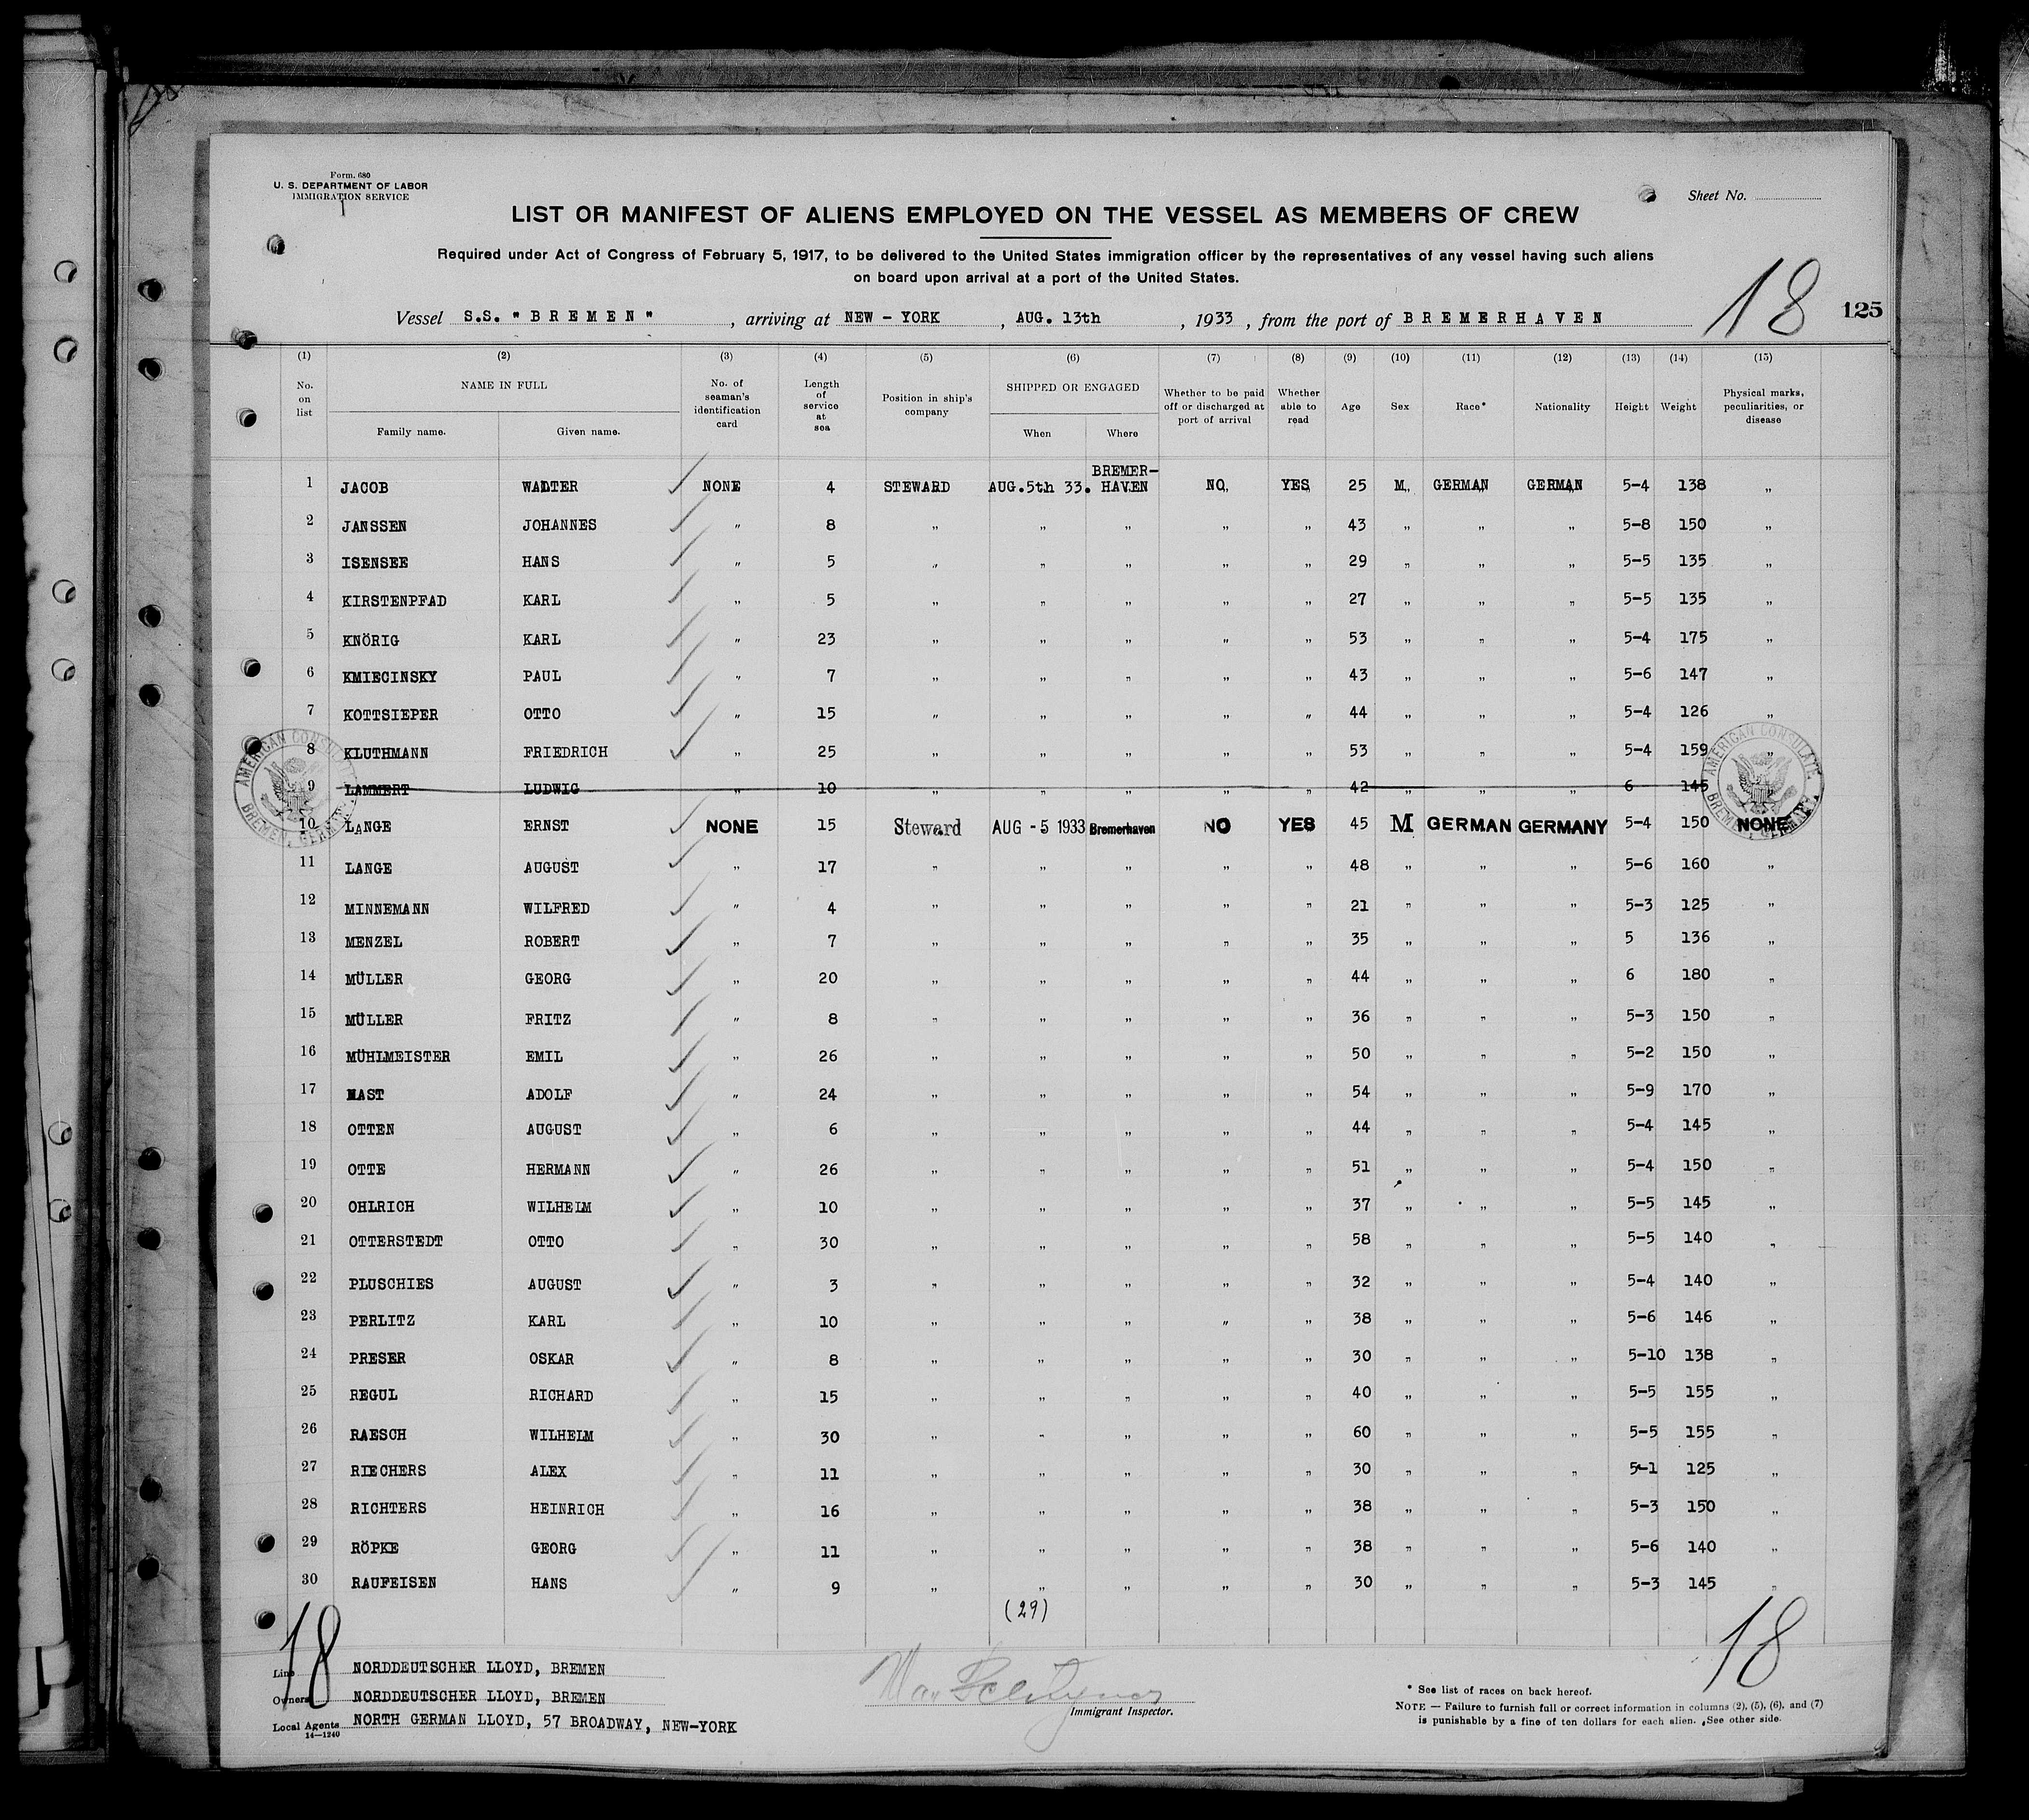 Form. 680
U. S. DEPARTMENT OF LABOR
IMMIGRATION SERVICE
Sheet No.
LIST OR MANIFEST OF ALIENS EMPLOYED ON THE VESSEL AS MEMBERS OF CREW
Required under Act of Congress of February 5, 1917, to be delivered to the United States immigration officer by the representatives of any vessel having such aliens
on board upon arrival at a port of the United States.
18
125
Vessel S.S. "BREMEN", arriving at NEW – YORK, AUG. 13th, 1933, from the port of BREMERHAVEN
(1) (2) (3) (4) (5) (6) (7) (8) (9) (10) (11) (12) (13) (14) (15)
No. on list NAME IN FULL Family name. Given name. No. of seaman's identification card Length of service at sea Position in ship's company SHIPPED OR ENGAGED When Where Whether to be paid off or discharged at port of arrival Whether able to read Age Sex Race* Nationality Height Weight Physical marks, peculiarities, or disease
1 JACOB WALTER NONE 4 STEWARD AUG.5th 33. BREMER-HAVEN NO YES 25 M GERMAN GERMAN 5-4 138 "
2 JANSSEN JOHANNES " 8 " " " " " 43 " " " 5-8 150 "
3 ISENSEE HANS " 5 " " " " " 29 " " " 5-5 135 "
4 KIRSTENPFAD KARL " 5 " " " " " 27 " " " 5-5 135 "
5 KNÖRIG KARL " 23 " " " " " 53 " " " 5-4 175 "
6 KMIECINSKY PAUL " 7 " " " " " 43 " " " 5-6 147 "
7 KOTTSIEPER OTTO " 15 " " " " " 44 " " " 5-4 126 "
8 KLUTHMANN FRIEDRICH " 25 " " " " " 53 " " " 5-4 159 "
9 LAMMERT LUDWIG " 10 " " " " " 42 " " " 6 145
10 LANGE ERNST NONE 15 Steward AUG -5 1933 Bremerhaven NO YES 45 M GERMAN GERMANY 5-4 150 NONE
11 LANGE AUGUST " 17 " " " " " 48 " " " 5-6 160 "
12 MINNEMANN WILFRED " 4 " " " " " 21 " " " 5-3 125 "
13 MENZEL ROBERT " 7 " " " " " 35 " " " 5 136 "
14 MÜLLER GEORG " 20 " " " " " 44 " " " 6 180 "
15 MÜLLER FRITZ " 8 " " " " " 36 " " " 5-3 150 "
16 MÜHLMEISTER EMIL " 26 " " " " " 50 " " " 5-2 150 "
17 MAST ADOLF " 24 " " " " " 54 " " " 5-9 170 "
18 OTTEN AUGUST " 6 " " " " " 44 " " " 5-4 145 "
19 OTTE HERMANN " 26 " " " " " 51 " " " 5-4 150 "
20 OHLRICH WILHELM " 10 " " " " " 37 " " " 5-5 145 "
21 OTTERSTEDT OTTO " 30 " " " " " 58 " " " 5-5 140 "
22 PLUSCHIES AUGUST " 3 " " " " " 32 " " " 5-4 140 "
23 PERLITZ KARL " 10 " " " " " 38 " " " 5-6 146 "
24 PRESER OSKAR " 8 " " " " " 30 " " " 5-10 138 "
25 REGUL RICHARD " 15 " " " " " 40 " " " 5-5 155 "
26 RAESCH WILHELM " 30 " " " " " 60 " " " 5-5 155 "
27 RIECHERS ALEX " 11 " " " " " 30 " " " 5-1 125 "
28 RICHTERS HEINRICH " 16 " " " " " 38 " " " 5-3 150 "
29 RÖPKE GEORG " 11 " " " " " 38 " " " 5-6 140 "
30 RAUFEISEN HANS " 9 " " " " " 30 " " " 5-3 145 "
AMERICAN CONSULATE BREMEN, GERMANY.
AMERICAN CONSULATE BREMEN, GERMANY.
(29)
18
18
Line NORDDEUTSCHER LLOYD, BREMEN
Owners NORDDEUTSCHER LLOYD, BREMEN
Local Agents NORTH GERMAN LLOYD, 57 BROADWAY, NEW-YORK
14—1240
Immigrant Inspector.
* See list of races on back hereof.
NOTE — Failure to furnish full or correct information in columns (2), (5), (6), and (7)
is punishable by a fine of ten dollars for each alien. See other side.